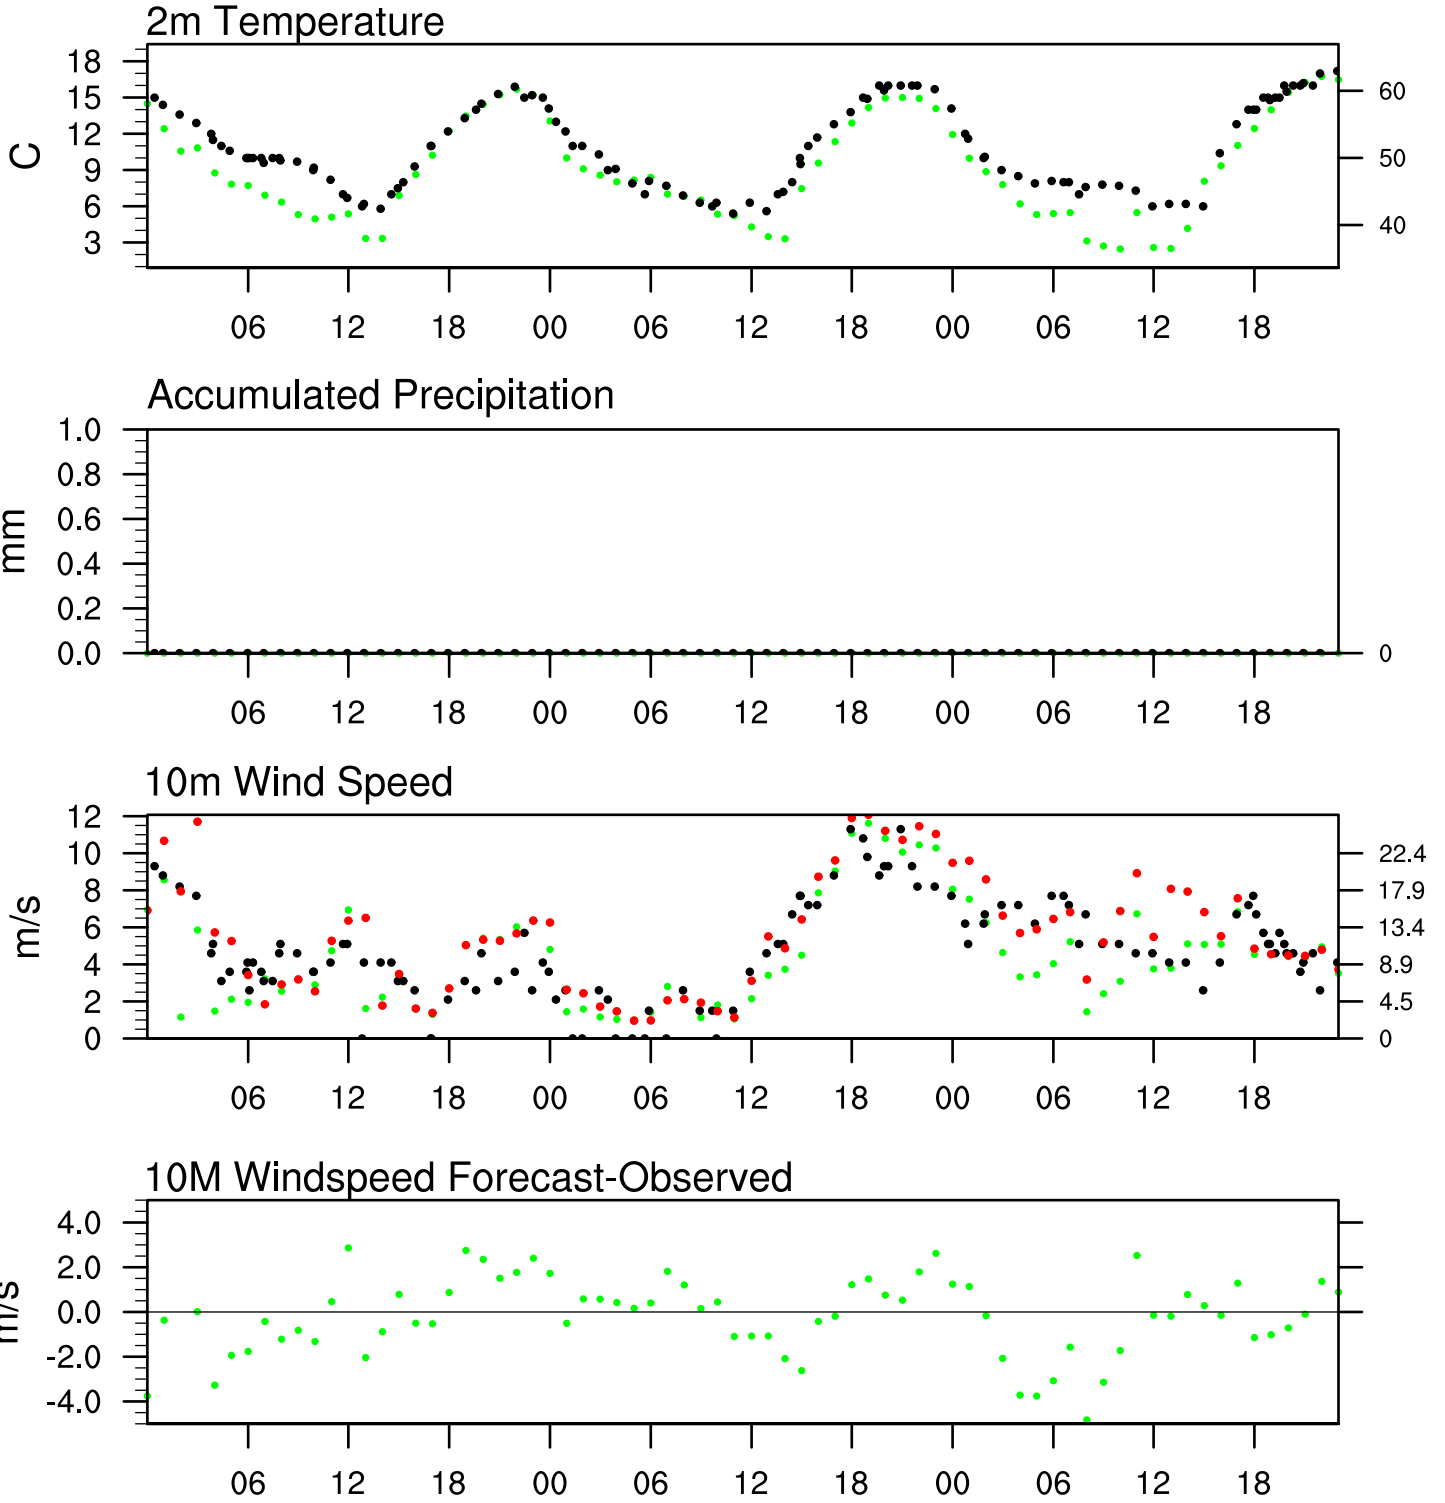 2m Temperature
18
15
12
9
6
3
C
60
50
40
06 12 18 00 06 12 18 00 06 12 18
Accumulated Precipitation
1.0
0.8
0.6
0.4
0.2
0.0
mm
0
06 12 18 00 06 12 18 00 06 12 18
10m Wind Speed
12
10
8
6
4
2
0
m/s
22.4
17.9
13.4
8.9
4.5
0
06 12 18 00 06 12 18 00 06 12 18
10M Windspeed Forecast-Observed
4.0
2.0
0.0
-2.0
-4.0
m/s
06 12 18 00 06 12 18 00 06 12 18